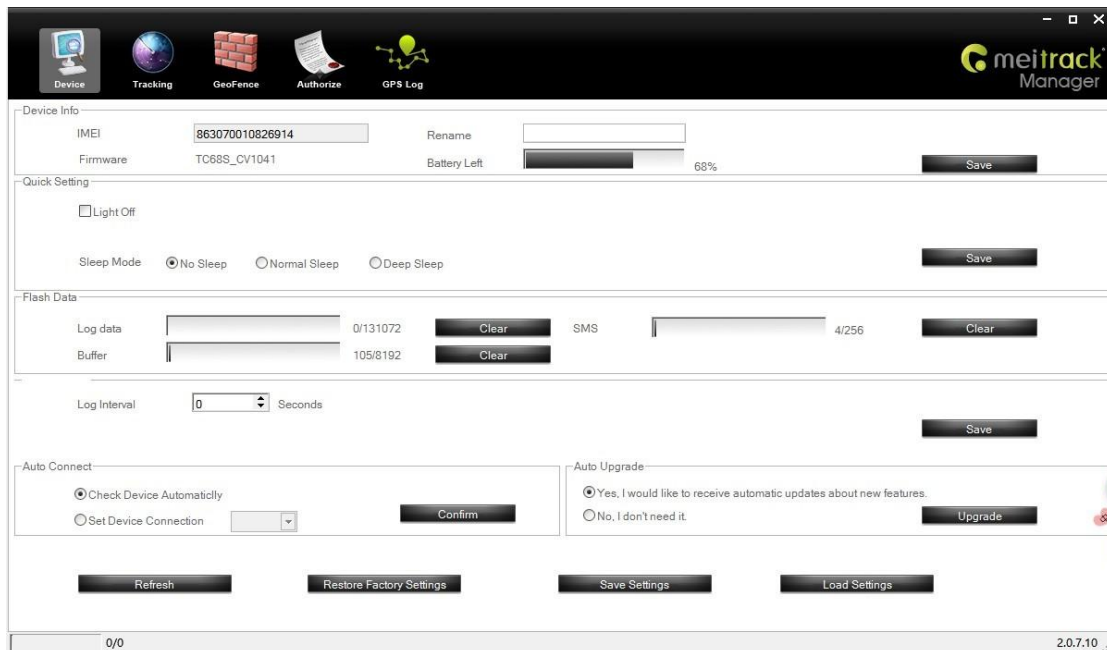 Device Tracking GeoFence Authorize GPS Log
meitrack
Manager
Device Info
IMEI 863070010826914 Rename
Firmware TC68S_CV1041 Battery Left 68% Save
Quick Setting
Light Off
Sleep Mode No Sleep Normal Sleep Deep Sleep Save
Flash Data
Log data 0/131072 Clear SMS 4/256 Clear
Buffer 105/8192 Clear
Log Interval 0 Seconds
Save
Auto Connect Auto Upgrade
Check Device Automaticlly Yes, I would like to receive automatic updates about new features.
Set Device Connection Confirm No, I don't need it. Upgrade
Refresh Restore Factory Settings Save Settings Load Settings
0/0 2.0.7.10